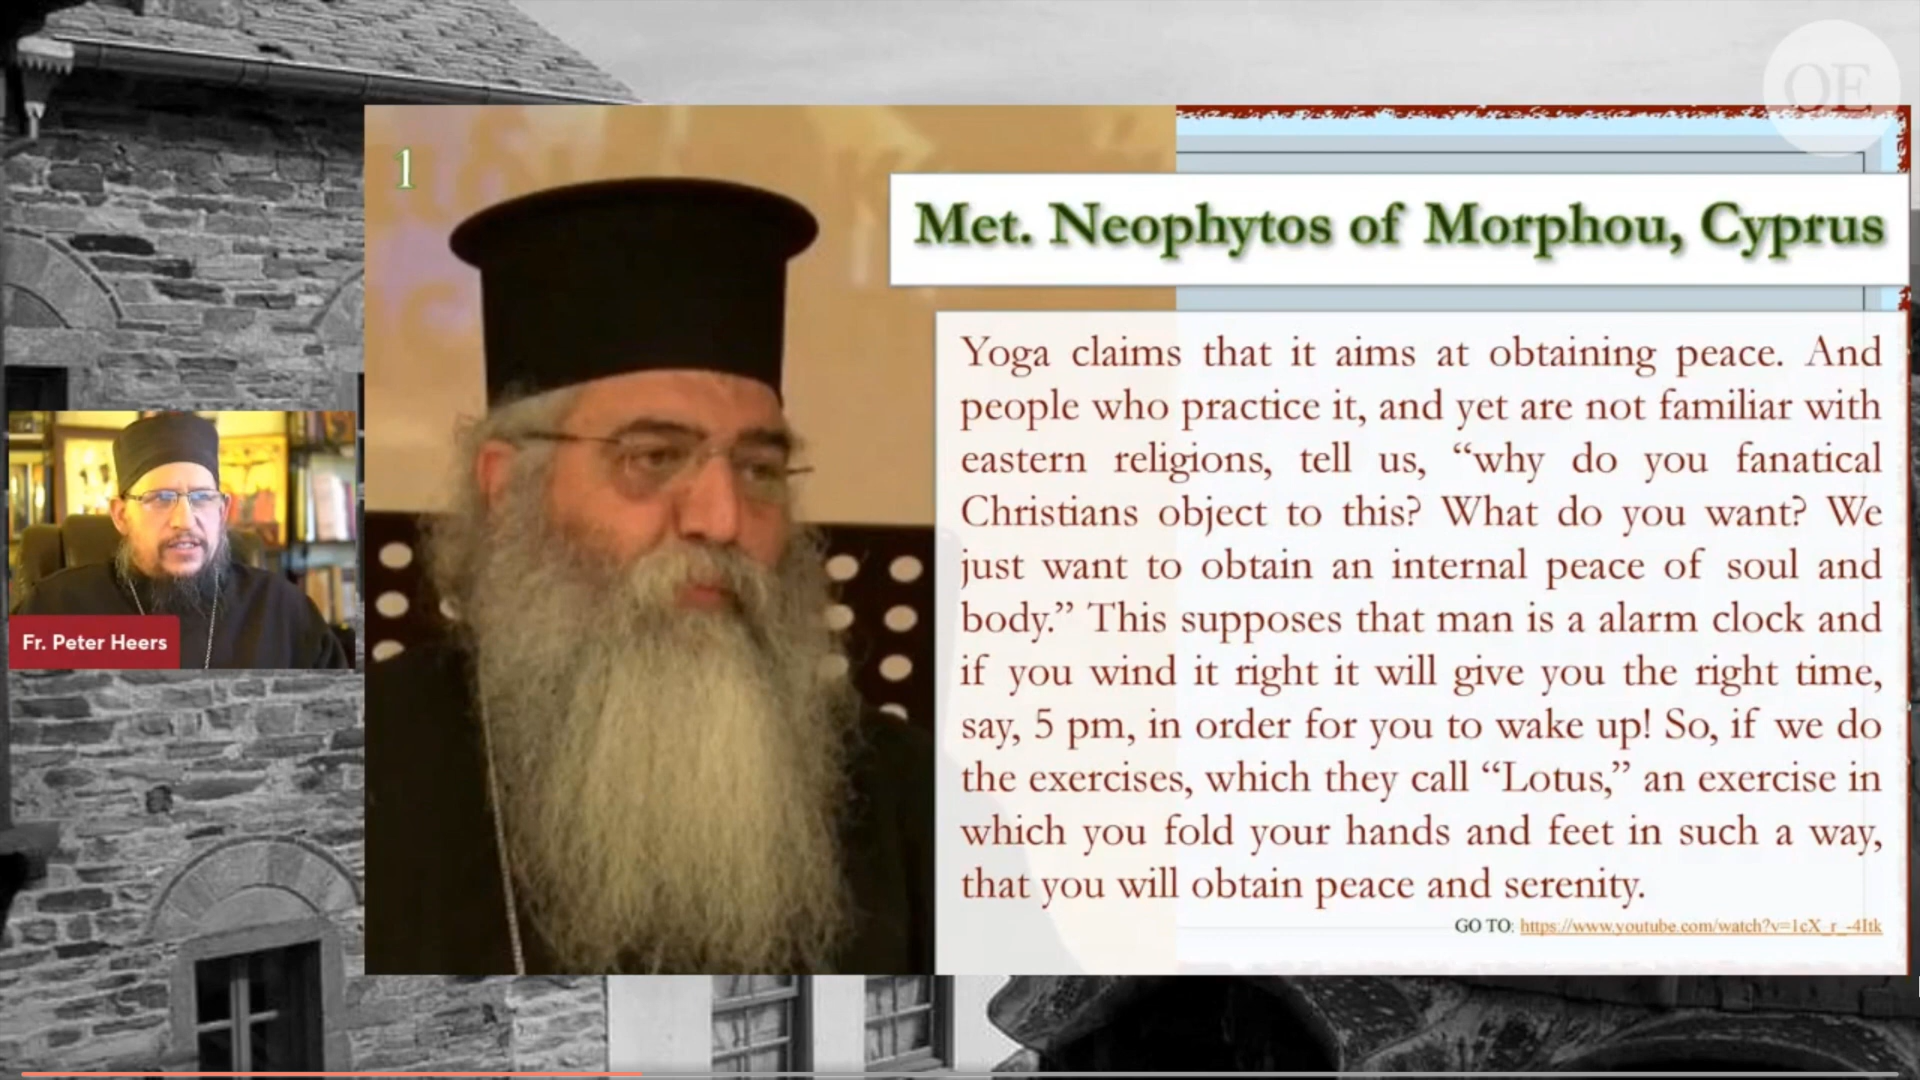 OE
1
Met. Neophytos of Morphou, Cyprus
Yoga claims that it aims at obtaining peace. And
people who practice it, and yet are not familiar with
eastern religions, tell us, “why do you fanatical
Christians object to this? What do you want? We
just want to obtain an internal peace of soul and
body.” This supposes that man is a alarm clock and
if you wind it right it will give you the right time,
say, 5 pm, in order for you to wake up! So, if we do
the exercises, which they call “Lotus,” an exercise in
which you fold your hands and feet in such a way,
that you will obtain peace and serenity.
GO TO: https://www.youtube.com/watch?v=1cX_r_-4Itk
Fr. Peter Heers